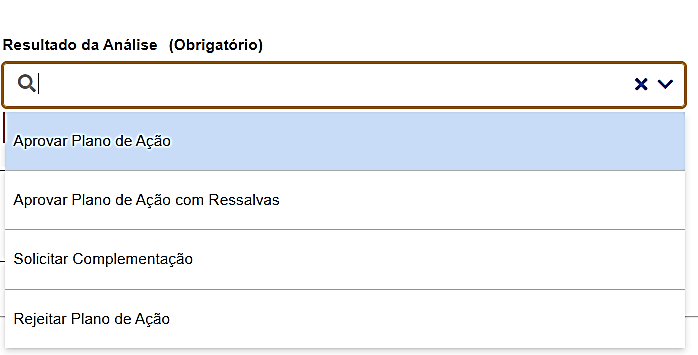 Resultado da Análise (Obrigatório)
Aprovar Plano de Ação
Aprovar Plano de Ação com Ressalvas
Solicitar Complementação
Rejeitar Plano de Ação